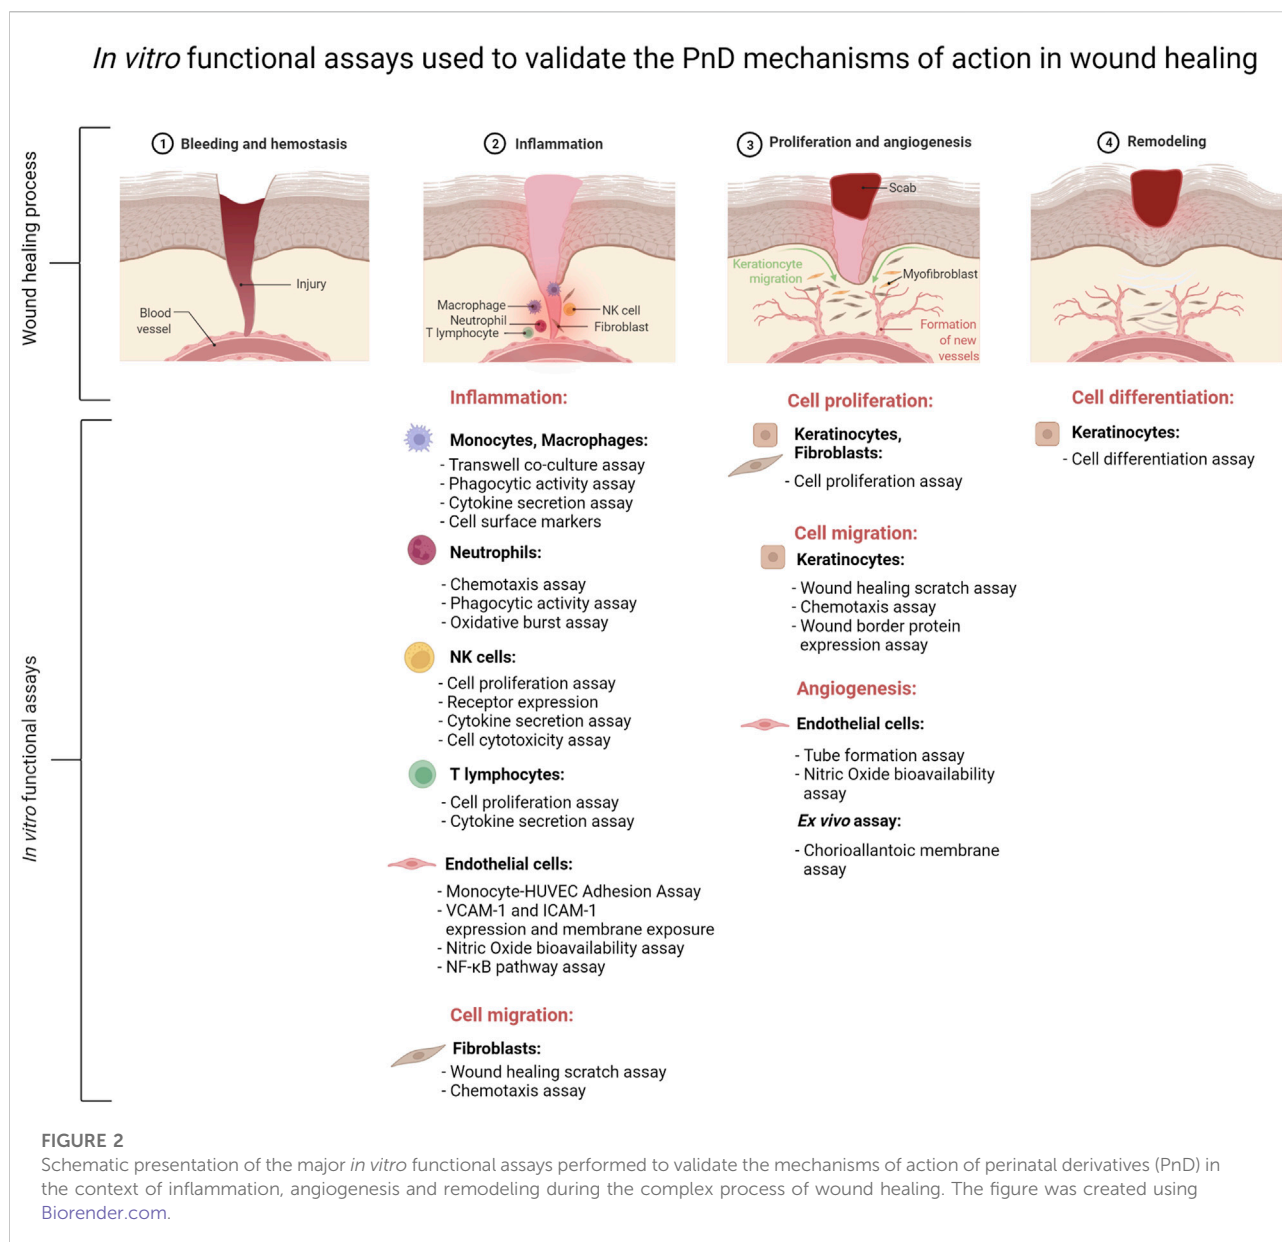 In vitro functional assays used to validate the PnD mechanisms of action in wound healing
Wound healing process
1 Bleeding and hemostasis
Injury
Blood
vessel
2 Inflammation
Macrophage
Neutrophil
T lymphocyte
NK cell
Fibroblast
3 Proliferation and angiogenesis
Scab
Kerationcyte
migration
Myofibroblast
Formation
of new
vessels
4 Remodeling
In vitro functional assays
Inflammation:
Monocytes, Macrophages:
- Transwell co-culture assay
- Phagocytic activity assay
- Cytokine secretion assay
- Cell surface markers
Neutrophils:
- Chemotaxis assay
- Phagocytic activity assay
- Oxidative burst assay
NK cells:
- Cell proliferation assay
- Receptor expression
- Cytokine secretion assay
- Cell cytotoxicity assay
T lymphocytes:
- Cell proliferation assay
- Cytokine secretion assay
Endothelial cells:
- Monocyte-HUVEC Adhesion Assay
- VCAM-1 and ICAM-1
expression and membrane exposure
- Nitric Oxide bioavailability assay
- NF-κB pathway assay
Cell migration:
Fibroblasts:
- Wound healing scratch assay
- Chemotaxis assay
Cell proliferation:
Keratinocytes,
Fibroblasts:
- Cell proliferation assay
Cell migration:
Keratinocytes:
- Wound healing scratch assay
- Chemotaxis assay
- Wound border protein
expression assay
Angiogenesis:
Endothelial cells:
- Tube formation assay
- Nitric Oxide bioavailability
assay
Ex vivo assay:
- Chorioallantoic membrane
assay
Cell differentiation:
Keratinocytes:
- Cell differentiation assay
FIGURE 2
Schematic presentation of the major in vitro functional assays performed to validate the mechanisms of action of perinatal derivatives (PnD) in
the context of inflammation, angiogenesis and remodeling during the complex process of wound healing. The figure was created using
Biorender.com.